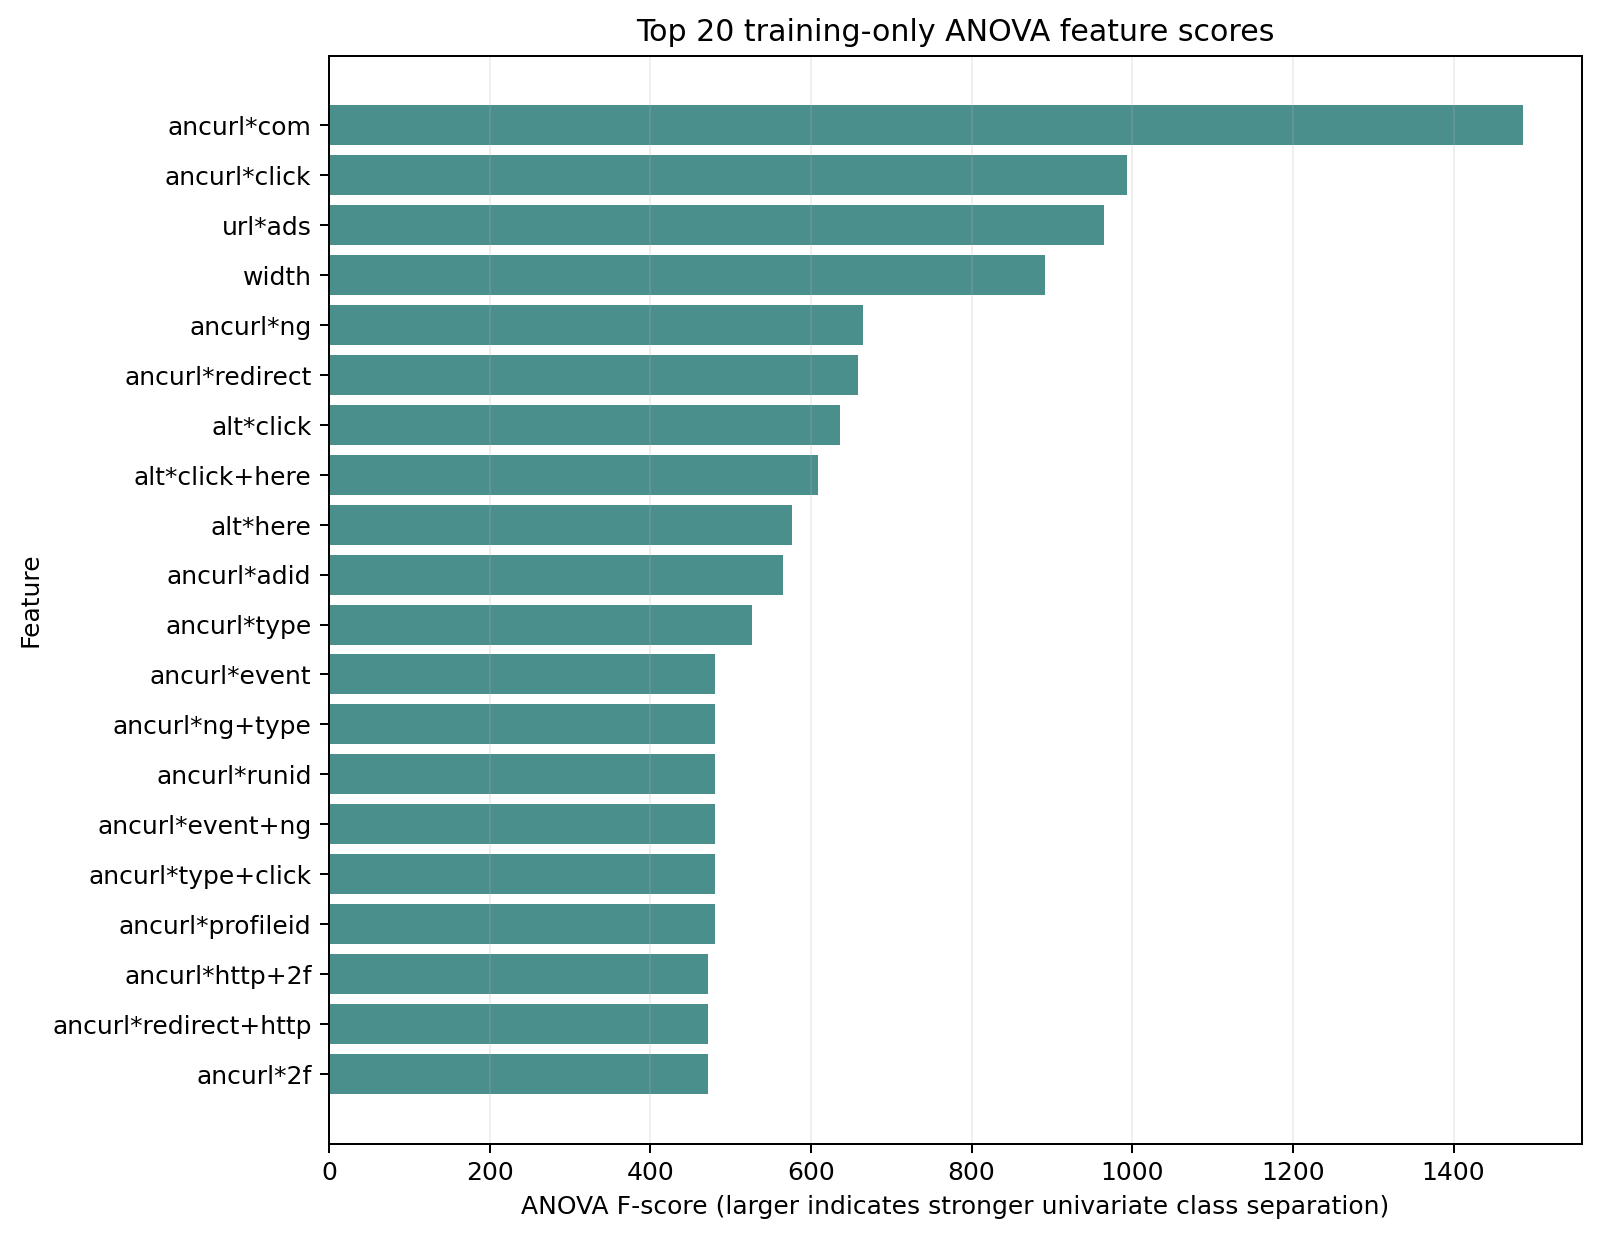 Top 20 training-only ANOVA feature scores
ancurl*com
ancurl*click
url*ads
width
ancurl*ng
ancurl*redirect
alt*click
alt*click+here
alt*here
ancurl*adid
ancurl*type
ancurl*event
ancurl*ng+type
ancurl*runid
ancurl*event+ng
ancurl*type+click
ancurl*profileid
ancurl*http+2f
ancurl*redirect+http
ancurl*2f
Feature
0 200 400 600 800 1000 1200 1400
ANOVA F-score (larger indicates stronger univariate class separation)